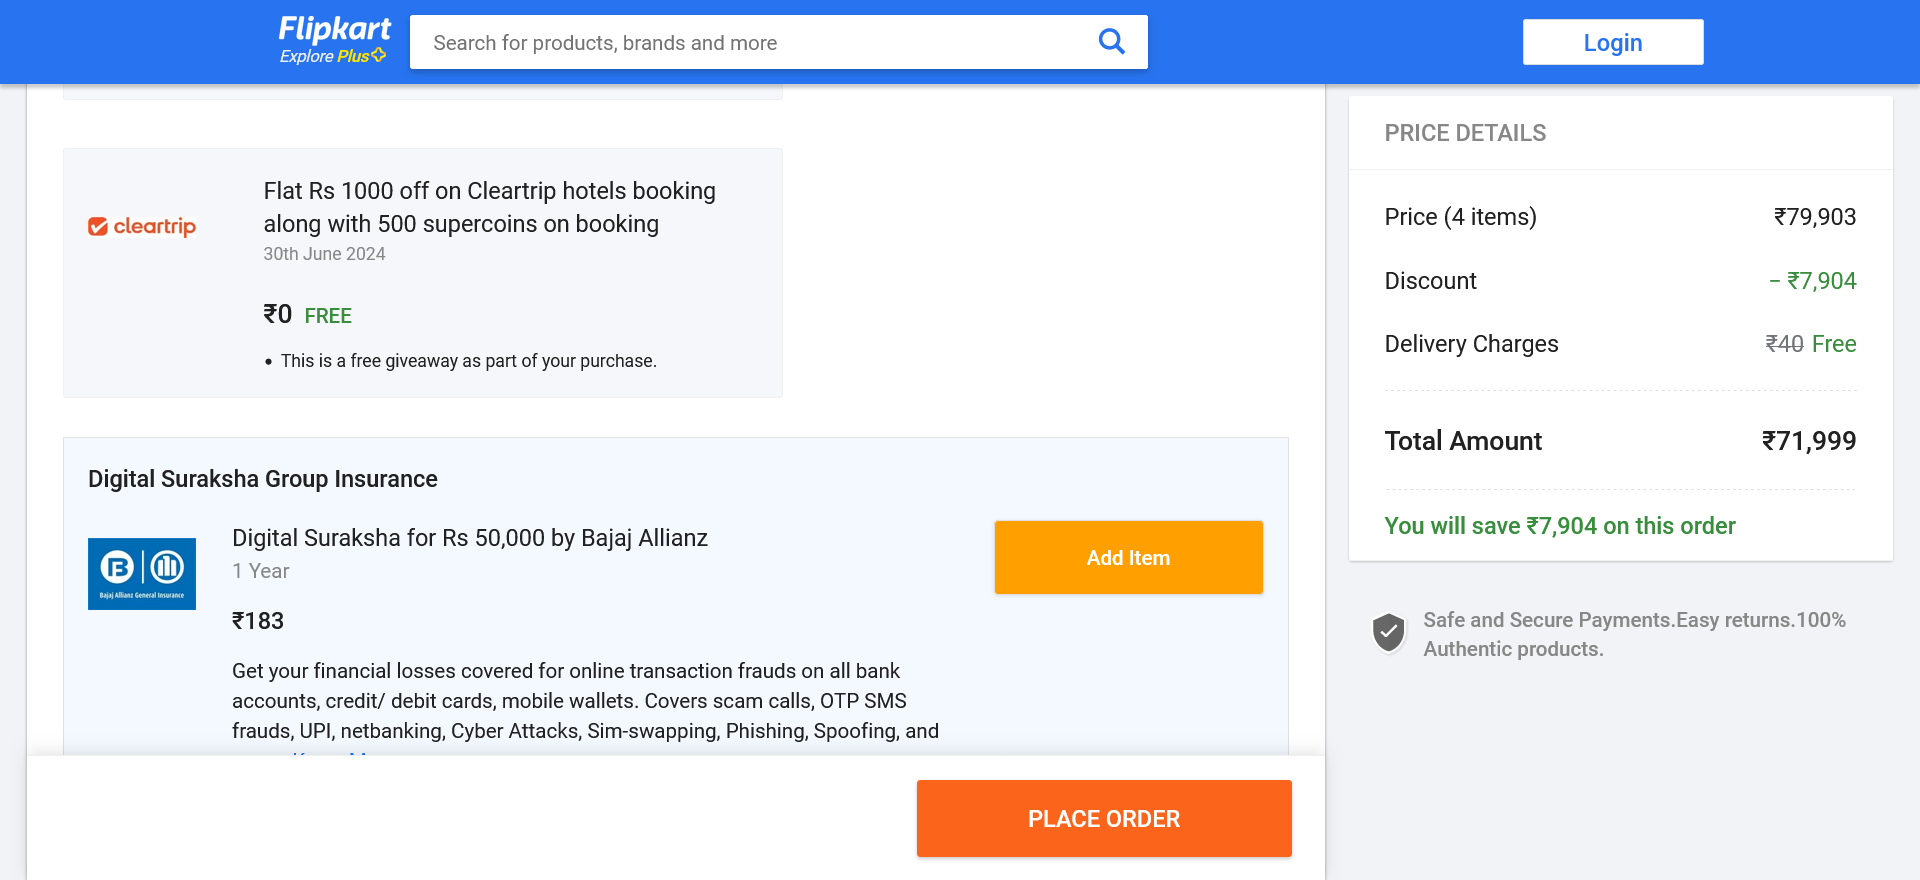 Flipkart
Explore Plus
Search for products, brands and more
Login
cleartrip
Flat Rs 1000 off on Cleartrip hotels booking
along with 500 supercoins on booking
30th June 2024
₹0 FREE
• This is a free giveaway as part of your purchase.
Digital Suraksha Group Insurance
Bajaj Allianz General Insurance
Digital Suraksha for Rs 50,000 by Bajaj Allianz
1 Year
₹183
Add Item
Get your financial losses covered for online transaction frauds on all bank
accounts, credit/ debit cards, mobile wallets. Covers scam calls, OTP SMS
frauds, UPI, netbanking, Cyber Attacks, Sim-swapping, Phishing, Spoofing, and
PLACE ORDER
PRICE DETAILS
Price (4 items) ₹79,903
Discount − ₹7,904
Delivery Charges ₹40 Free
Total Amount ₹71,999
You will save ₹7,904 on this order
Safe and Secure Payments.Easy returns.100%
Authentic products.